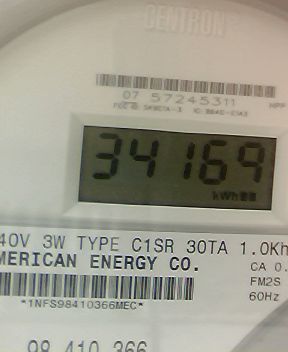 CENTRON
07 57245311
34169
kWh
40V 3W TYPE C1SR 30TA 1.0Kh
MERICAN ENERGY CO.
CA 0.
FM2S
60Hz
*1NFS98410366MEC*
98 410 366